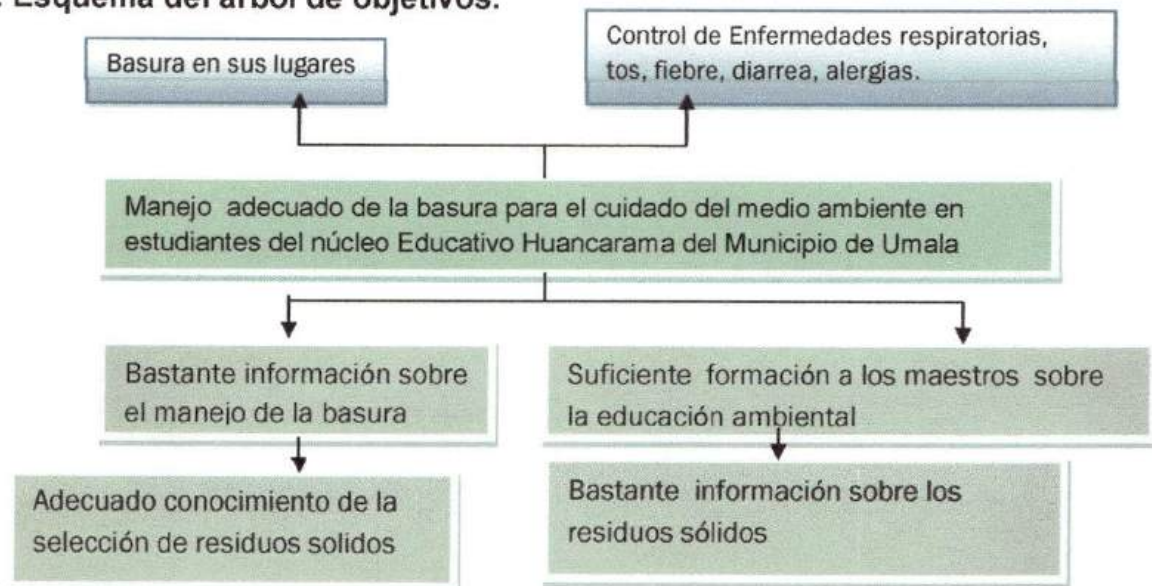 . Esquema del árbol de objetivos.
Basura en sus lugares
Control de Enfermedades respiratorias,
tos, fiebre, diarrea, alergias.
Manejo adecuado de la basura para el cuidado del medio ambiente en
estudiantes del núcleo Educativo Huancarama del Municipio de Umala
Bastante información sobre
el manejo de la basura
Suficiente formación a los maestros sobre
la educación ambiental
Adecuado conocimiento de la
selección de residuos solidos
Bastante información sobre los
residuos sólidos